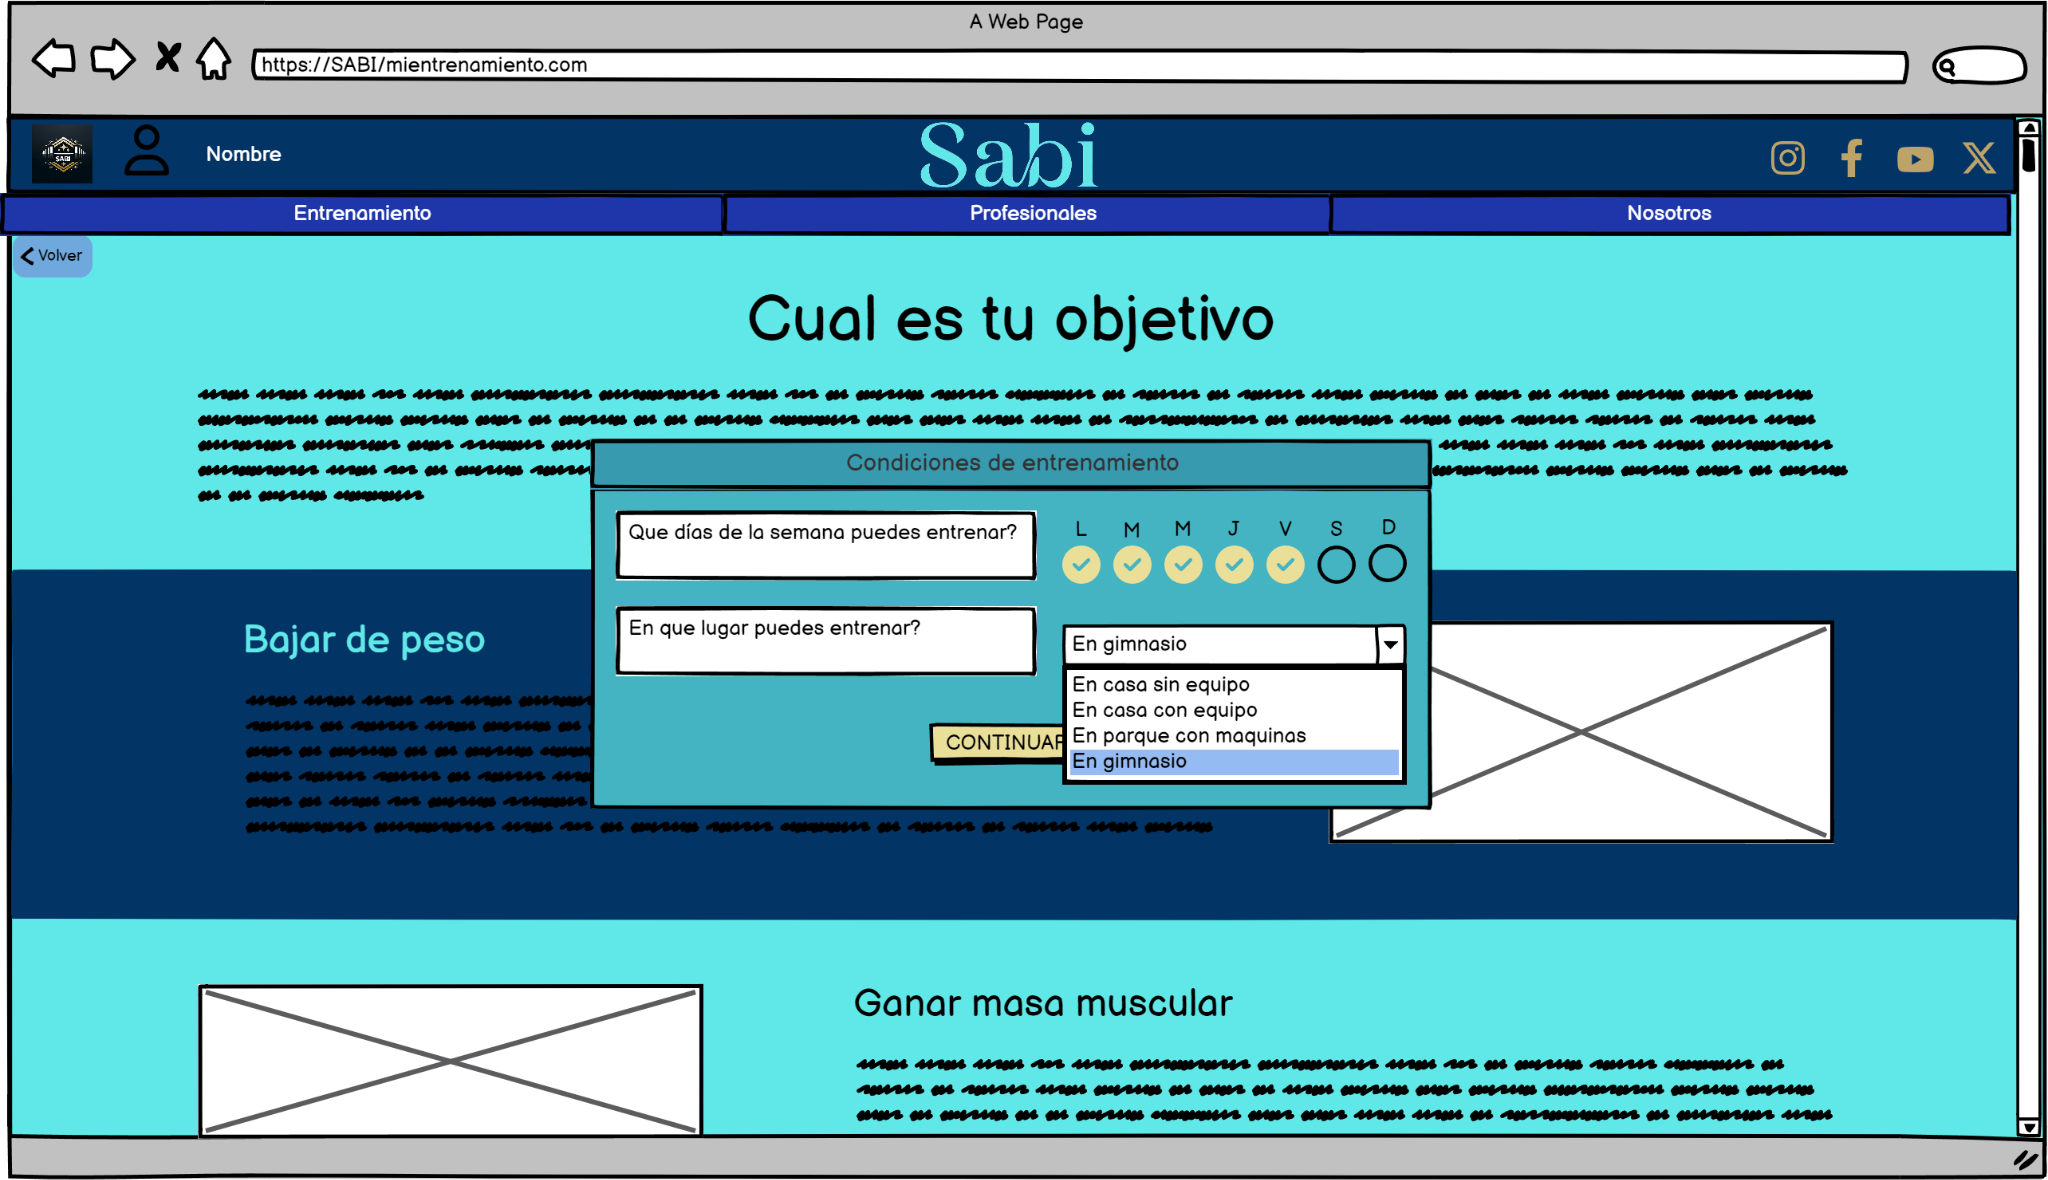 A Web Page
https://SABI/mientrenamiento.com
SABI
Nombre
Sabi
Entrenamiento
Profesionales
Nosotros
Volver
Cual es tu objetivo
Condiciones de entrenamiento
Que días de la semana puedes entrenar?
L M M J V S D
En que lugar puedes entrenar?
En gimnasio
En casa sin equipo
En casa con equipo
En parque con maquinas
En gimnasio
CONTINUAR
Bajar de peso
Ganar masa muscular